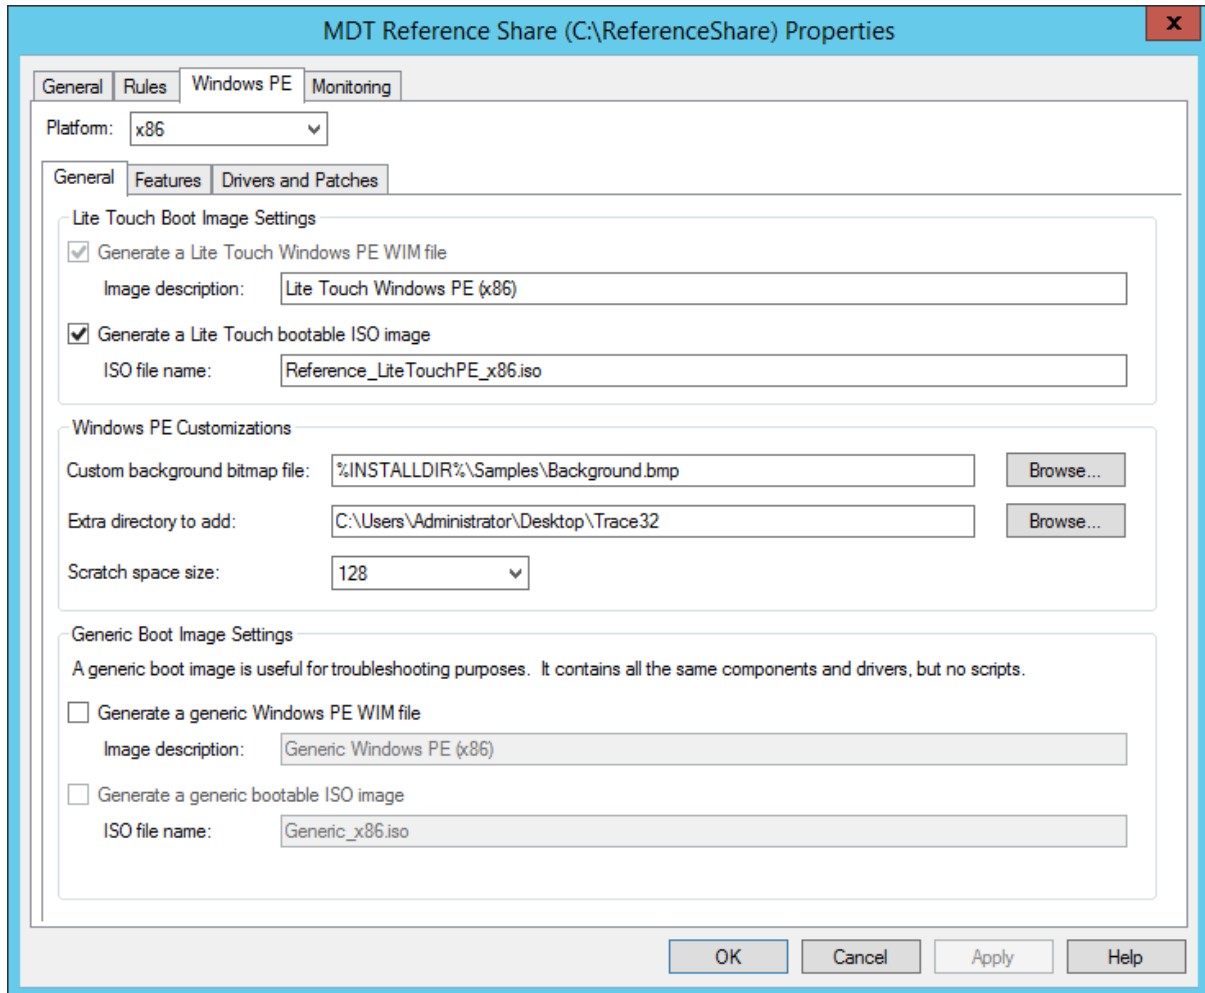 MDT Reference Share (C:\ReferenceShare) Properties
x
General Rules Windows PE Monitoring
Platform: x86
General Features Drivers and Patches
Lite Touch Boot Image Settings
Generate a Lite Touch Windows PE WIM file
Image description: Lite Touch Windows PE (x86)
Generate a Lite Touch bootable ISO image
ISO file name: Reference_LiteTouchPE_x86.iso
Windows PE Customizations
Custom background bitmap file: %INSTALLDIR%\Samples\Background.bmp Browse...
Extra directory to add: C:\Users\Administrator\Desktop\Trace32 Browse...
Scratch space size: 128
Generic Boot Image Settings
A generic boot image is useful for troubleshooting purposes. It contains all the same components and drivers, but no scripts.
Generate a generic Windows PE WIM file
Image description: Generic Windows PE (x86)
Generate a generic bootable ISO image
ISO file name: Generic_x86.iso
OK Cancel Apply Help